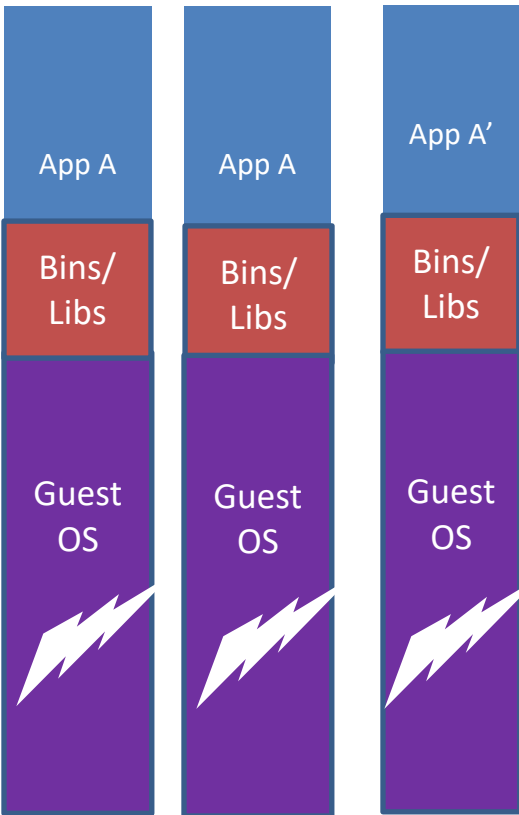 App A
App A
App A’
Bins/
Libs
Bins/
Libs
Bins/
Libs
Guest
OS
Guest
OS
Guest
OS